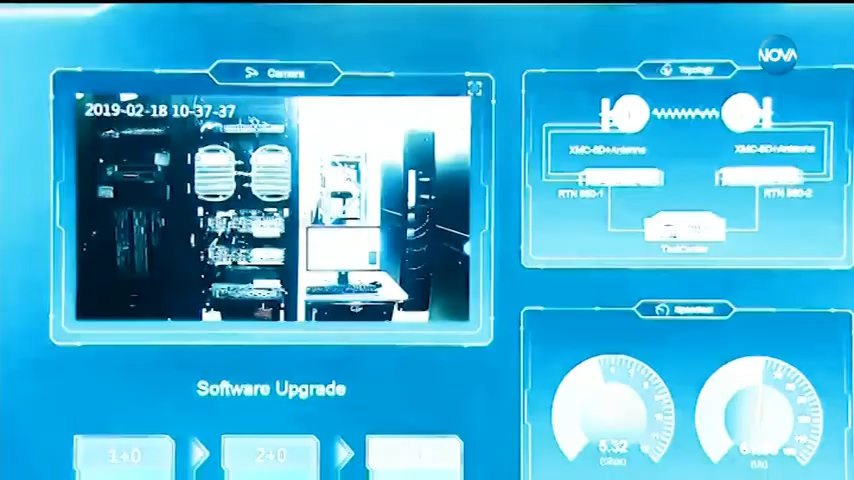 NOVA
Camera
Topology
2019-02-18 10-37-37
XMC-5D+Antenna
XMC-5D+Antenna
RTN 980-1
RTN 980-2
Speedtest
Software Upgrade
1+0
2+0
5.32
(Gbps)